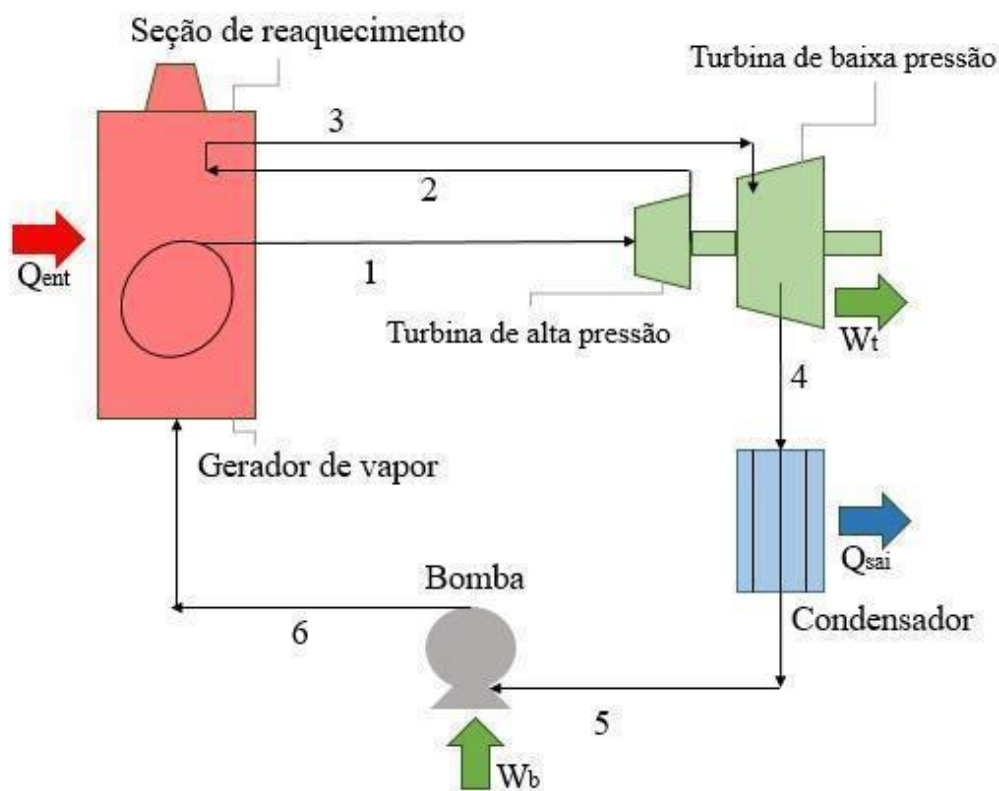 Seção de reaquecimento
Turbina de baixa pressão
3
2
Qent
1
Turbina de alta pressão
Wt
4
Gerador de vapor
Qsai
Bomba
Condensador
6
5
Wb